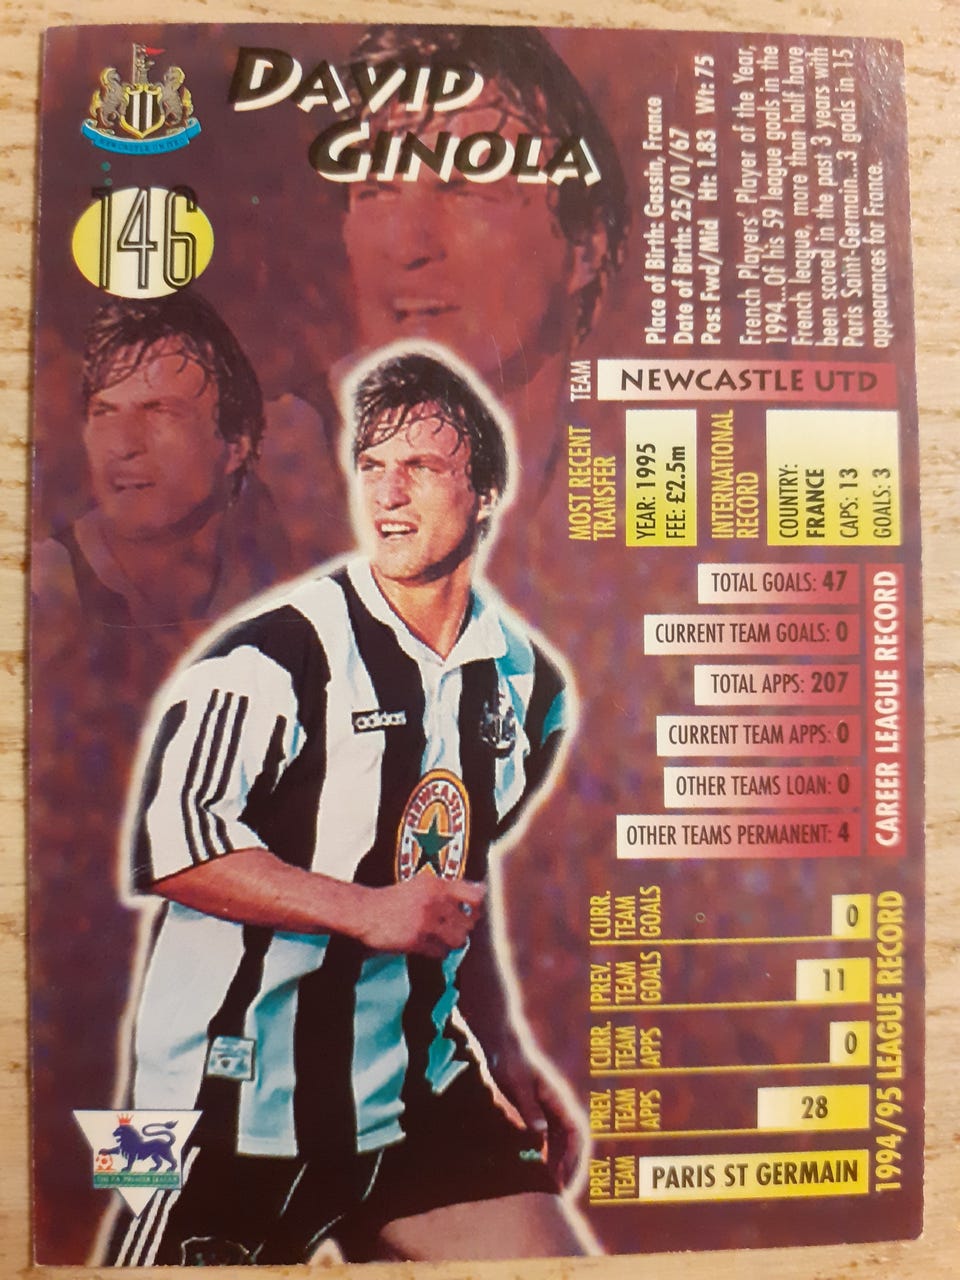 NEWCASTLE UNITED
DAVID
GINOLA
146
Place of Birth: Gassin, France
Date of Birth: 25/01/67
Pos: Fwd/Mid Ht: 1.83 Wt: 75
French Players' Player of the Year,
1994...Of his 59 league goals in the
French league, more than half have
been scored in the past 3 years with
Paris Saint-Germain...3 goals in 15
appearances for France.
TEAM
NEWCASTLE UTD
MOST RECENT
TRANSFER
YEAR: 1995
FEE: £2.5m
INTERNATIONAL
RECORD
COUNTRY:
FRANCE
CAPS: 13
GOALS: 3
TOTAL GOALS: 47
CURRENT TEAM GOALS: 0
TOTAL APPS: 207
CURRENT TEAM APPS: 0
OTHER TEAMS LOAN: 0
OTHER TEAMS PERMANENT: 4
CAREER LEAGUE RECORD
CURR.
TEAM
GOALS
0
PREV.
TEAM
GOALS
11
CURR.
TEAM
APPS
0
PREV.
TEAM
APPS
28
PREV.
TEAM
PARIS ST GERMAIN
1994/95 LEAGUE RECORD
adidas
NEWCASTLE
THE F.A. PREMIER LEAGUE